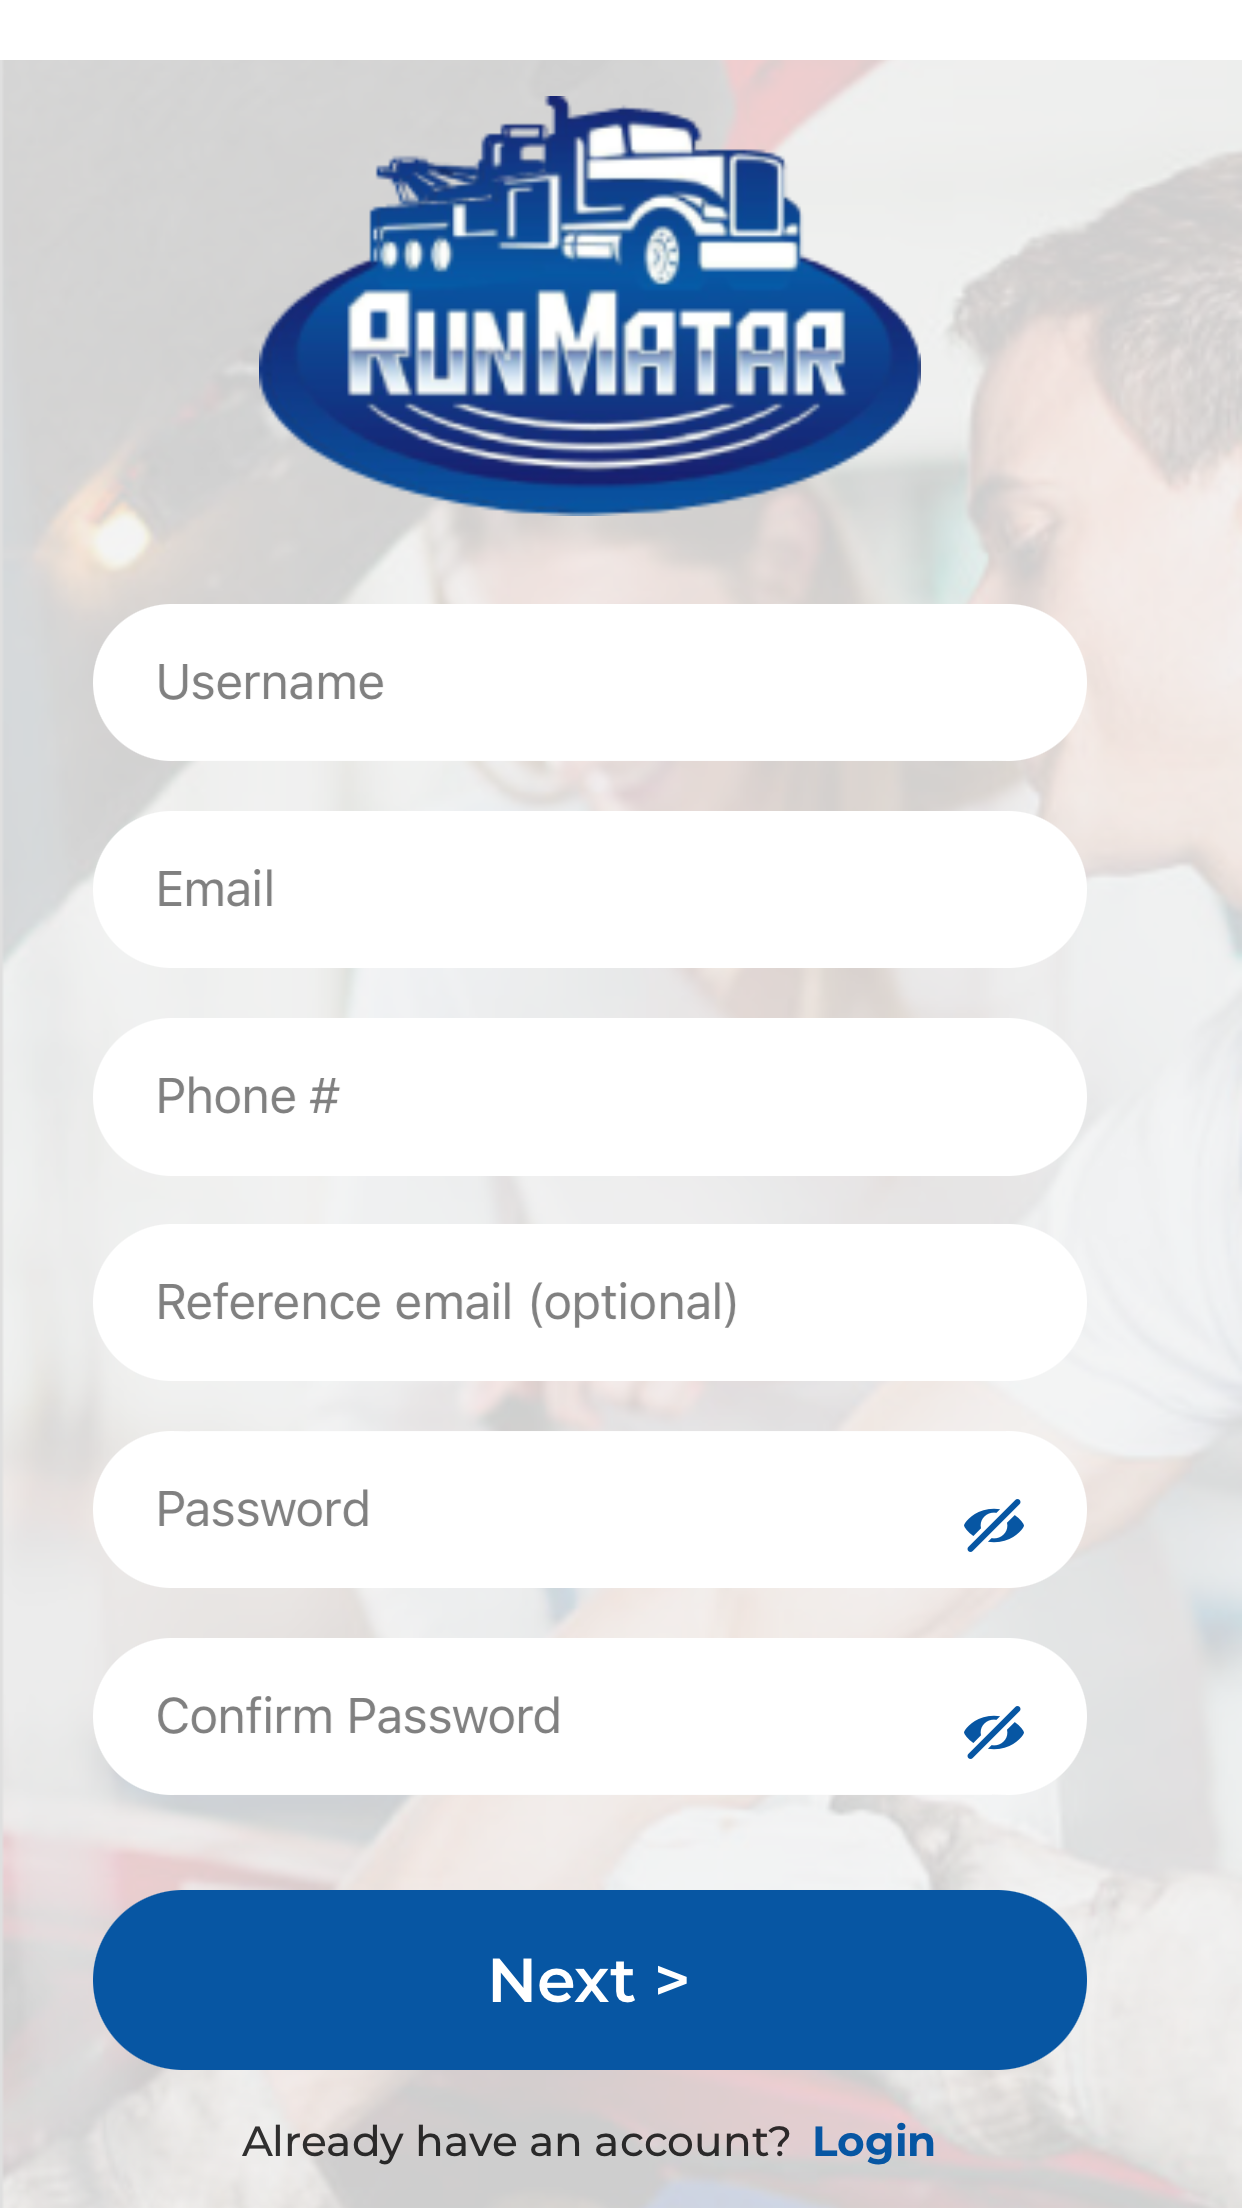 RUNMATAR
Username
Email
Phone #
Reference email (optional)
Password
Confirm Password
Next >
Already have an account? Login